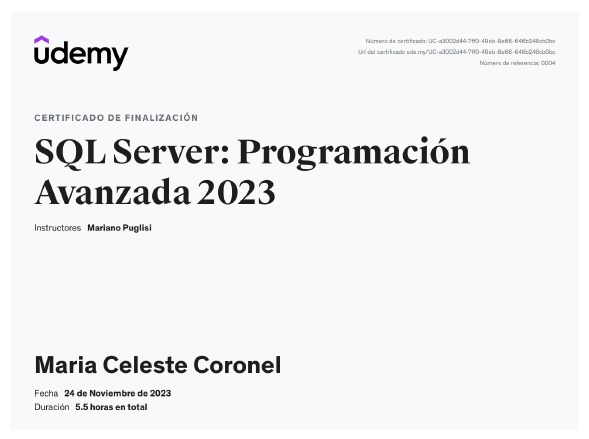 udemy
Número de certificado: UC-a3002d44-7ff0-49eb-8e66-646b246cb0bc
Url del certificado: ude.my/UC-a3002d44-7ff0-49eb-8e66-646b246cb0bc
Número de referencia: 0004
CERTIFICADO DE FINALIZACIÓN
SQL Server: Programación
Avanzada 2023
Instructores Mariano Puglisi
Maria Celeste Coronel
Fecha 24 de Noviembre de 2023
Duración 5.5 horas en total